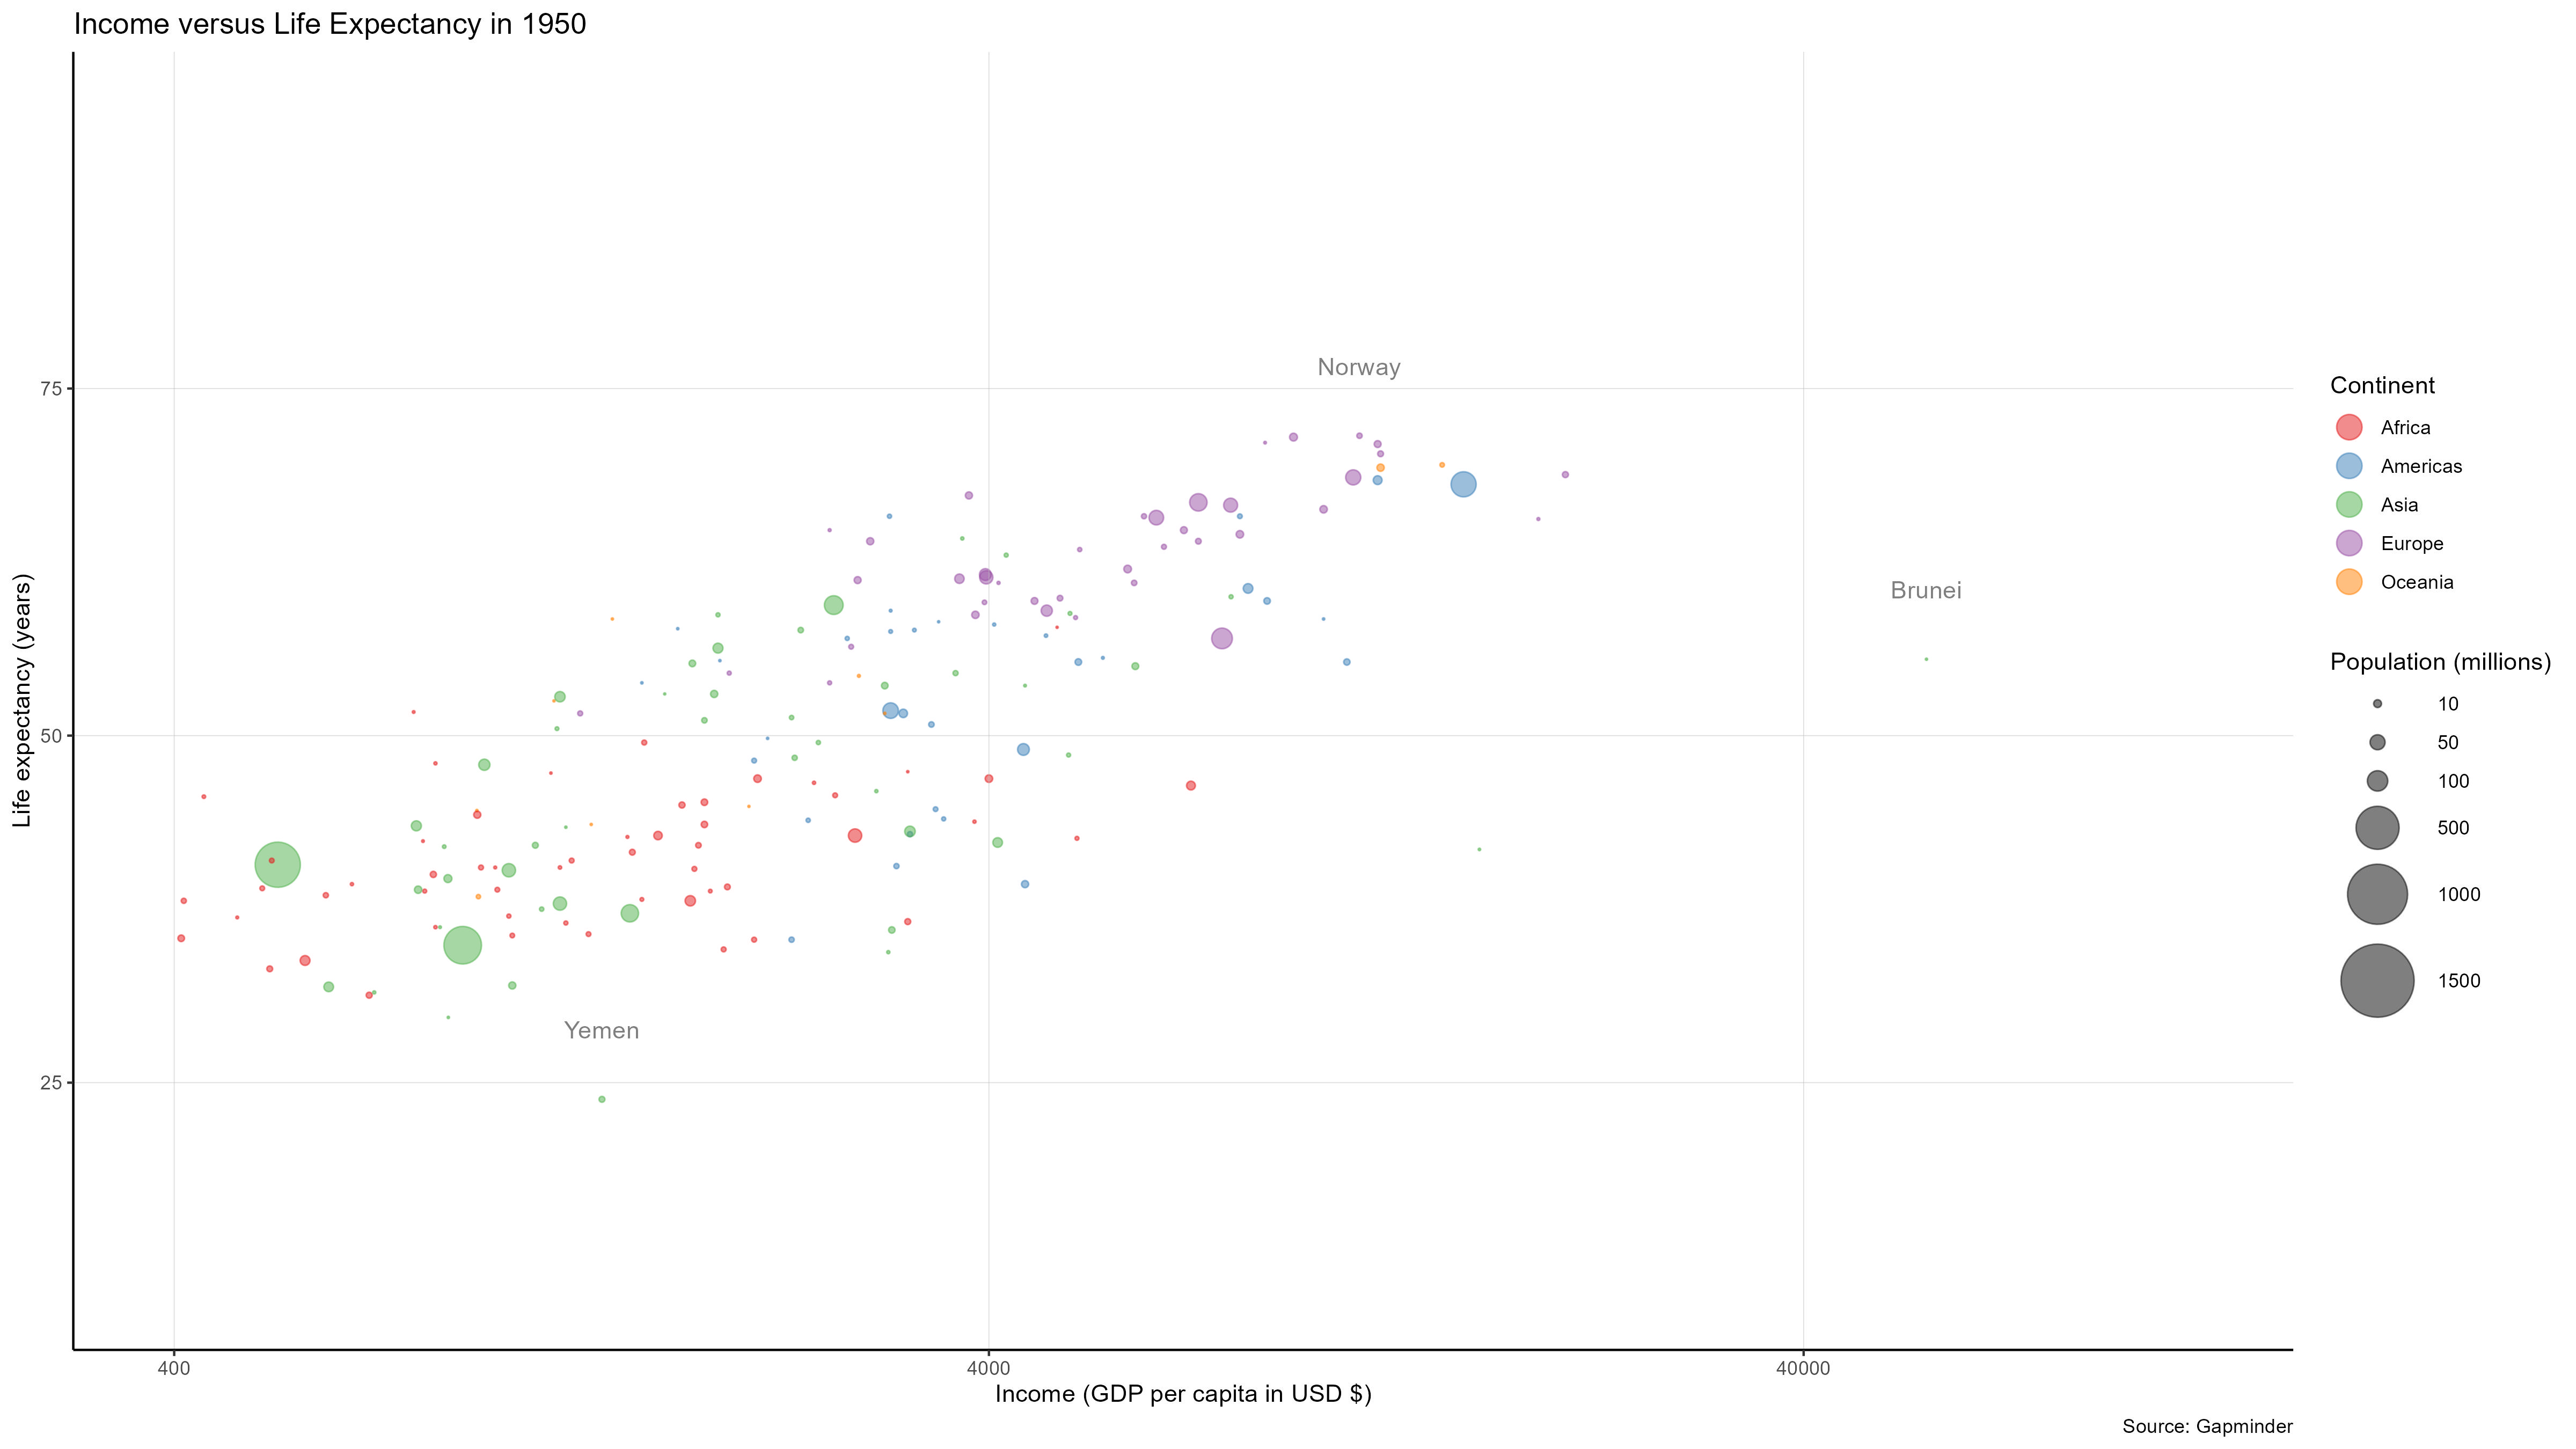 Income versus Life Expectancy in 1950
Life expectancy (years)
75
50
25
Norway
Brunei
Yemen
400
4000
40000
Income (GDP per capita in USD $)
Continent
Africa
Americas
Asia
Europe
Oceania
Population (millions)
10
50
100
500
1000
1500
Source: Gapminder